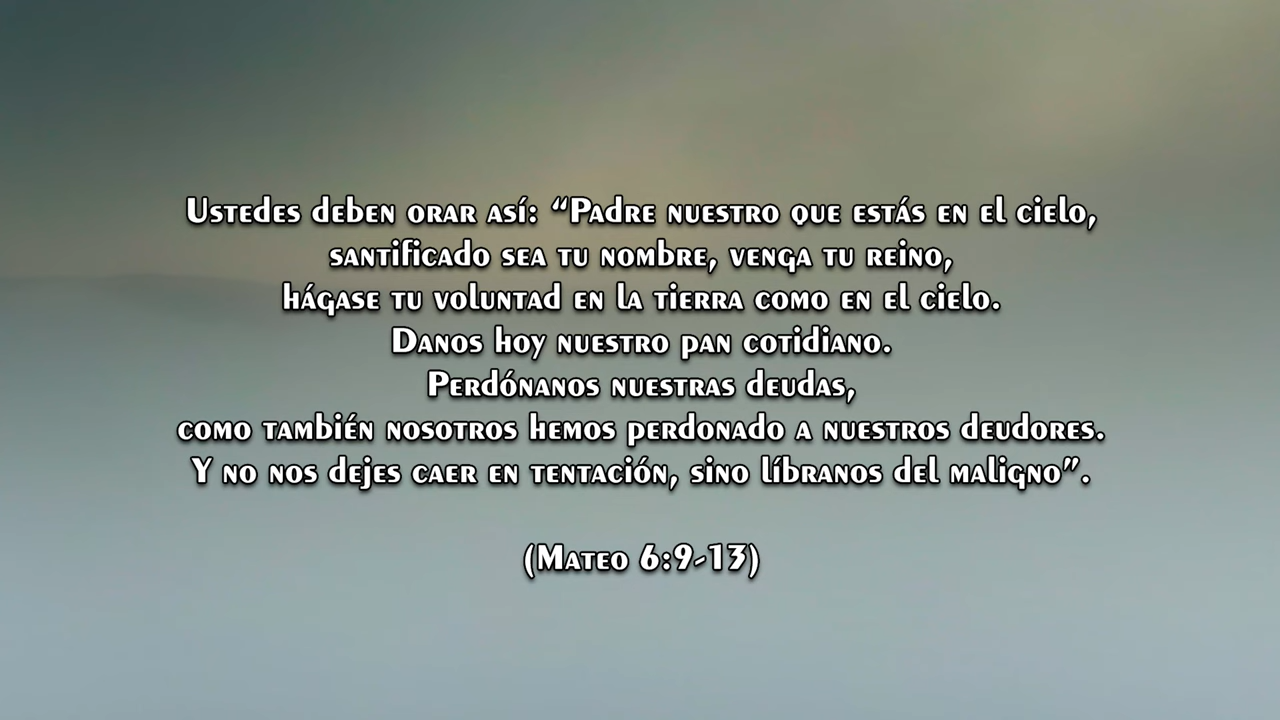 Ustedes deben orar así: “Padre nuestro que estás en el cielo,
santificado sea tu nombre, venga tu reino,
hágase tu voluntad en la tierra como en el cielo.
Danos hoy nuestro pan cotidiano.
Perdónanos nuestras deudas,
como también nosotros hemos perdonado a nuestros deudores.
Y no nos dejes caer en tentación, sino líbranos del maligno”.
(Mateo 6:9-13)